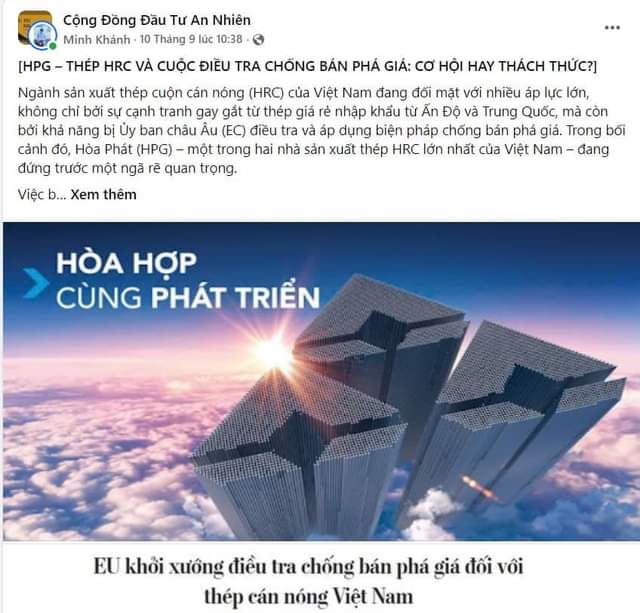 Cộng Đồng Đầu Tư An Nhiên
Minh Khánh · 10 Tháng 9 lúc 10:38 ·
[HPG – THÉP HRC VÀ CUỘC ĐIỀU TRA CHỐNG BÁN PHÁ GIÁ: CƠ HỘI HAY THÁCH THỨC?]
Ngành sản xuất thép cuộn cán nóng (HRC) của Việt Nam đang đối mặt với nhiều áp lực lớn,
không chỉ bởi sự cạnh tranh gay gắt từ thép giá rẻ nhập khẩu từ Ấn Độ và Trung Quốc, mà còn
bởi khả năng bị Ủy ban châu Âu (EC) điều tra và áp dụng biện pháp chống bán phá giá. Trong bối
cảnh đó, Hòa Phát (HPG) – một trong hai nhà sản xuất thép HRC lớn nhất của Việt Nam – đang
đứng trước một ngã rẽ quan trọng.
Việc b... Xem thêm
HÒA HỢP
CÙNG PHÁT TRIỂN
EU khởi xướng điều tra chống bán phá giá đối với
thép cán nóng Việt Nam